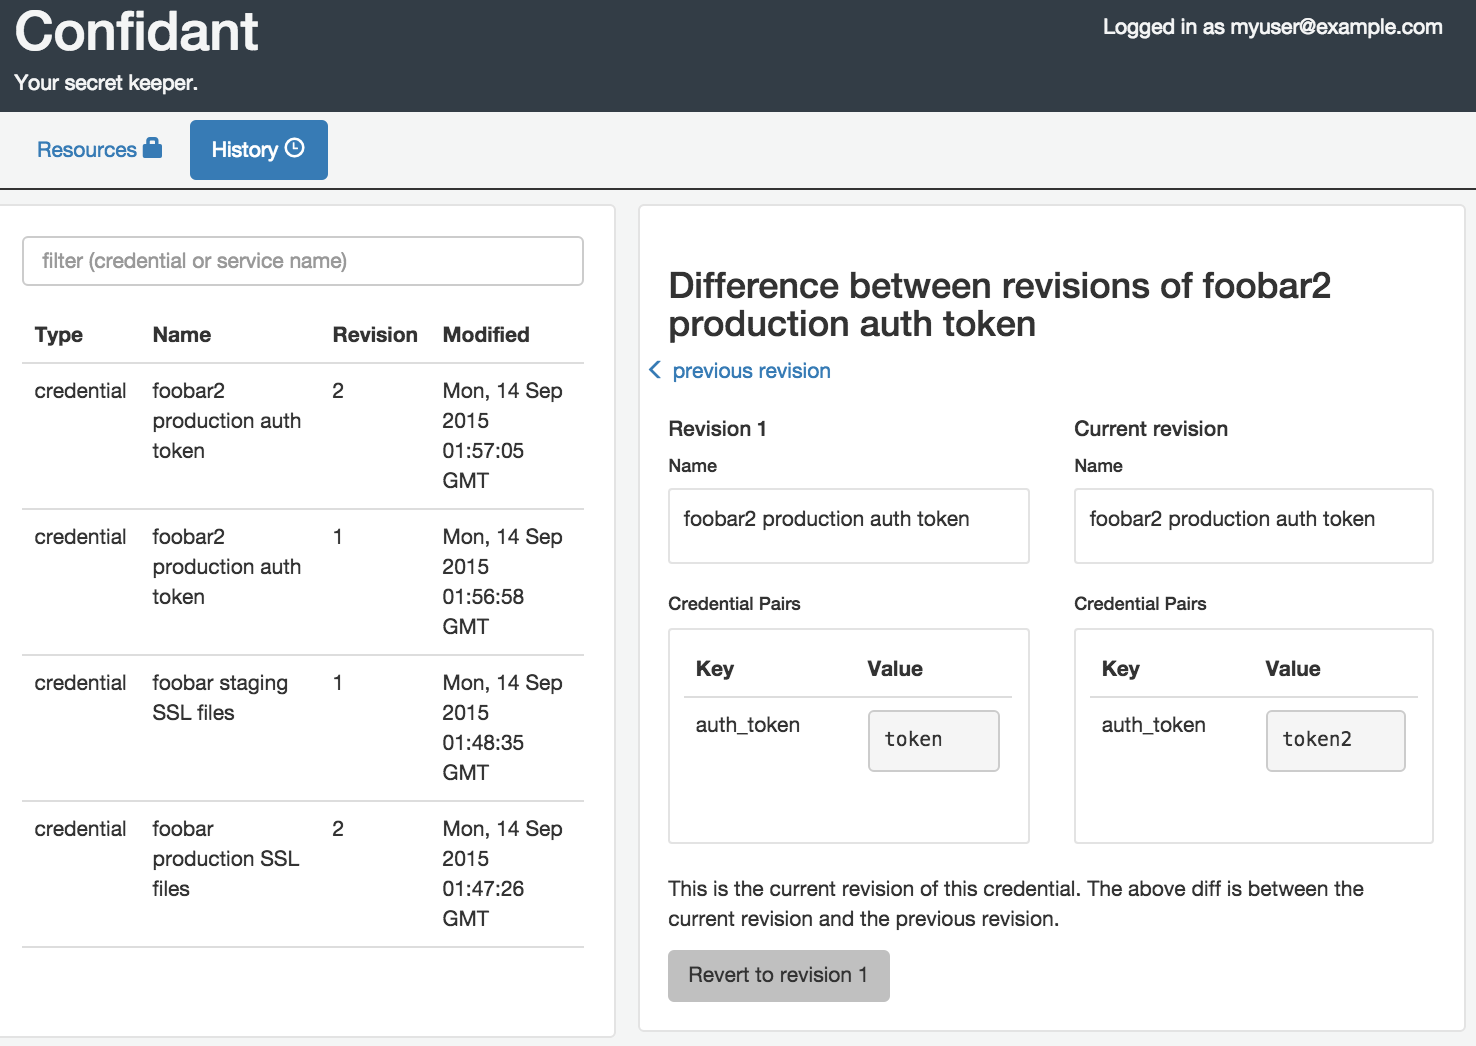 Confidant
Your secret keeper.
Logged in as myuser@example.com
Resources
History
filter (credential or service name)
Type Name Revision Modified
credential foobar2 2 Mon, 14 Sep
production auth 2015
token 01:57:05
GMT
credential foobar2 1 Mon, 14 Sep
production auth 2015
token 01:56:58
GMT
credential foobar staging 1 Mon, 14 Sep
SSL files 2015
01:48:35
GMT
credential foobar 2 Mon, 14 Sep
production SSL 2015
files 01:47:26
GMT
Difference between revisions of foobar2
production auth token
previous revision
Revision 1 Current revision
Name Name
foobar2 production auth token foobar2 production auth token
Credential Pairs Credential Pairs
Key Value Key Value
auth_token token auth_token token2
This is the current revision of this credential. The above diff is between the
current revision and the previous revision.
Revert to revision 1